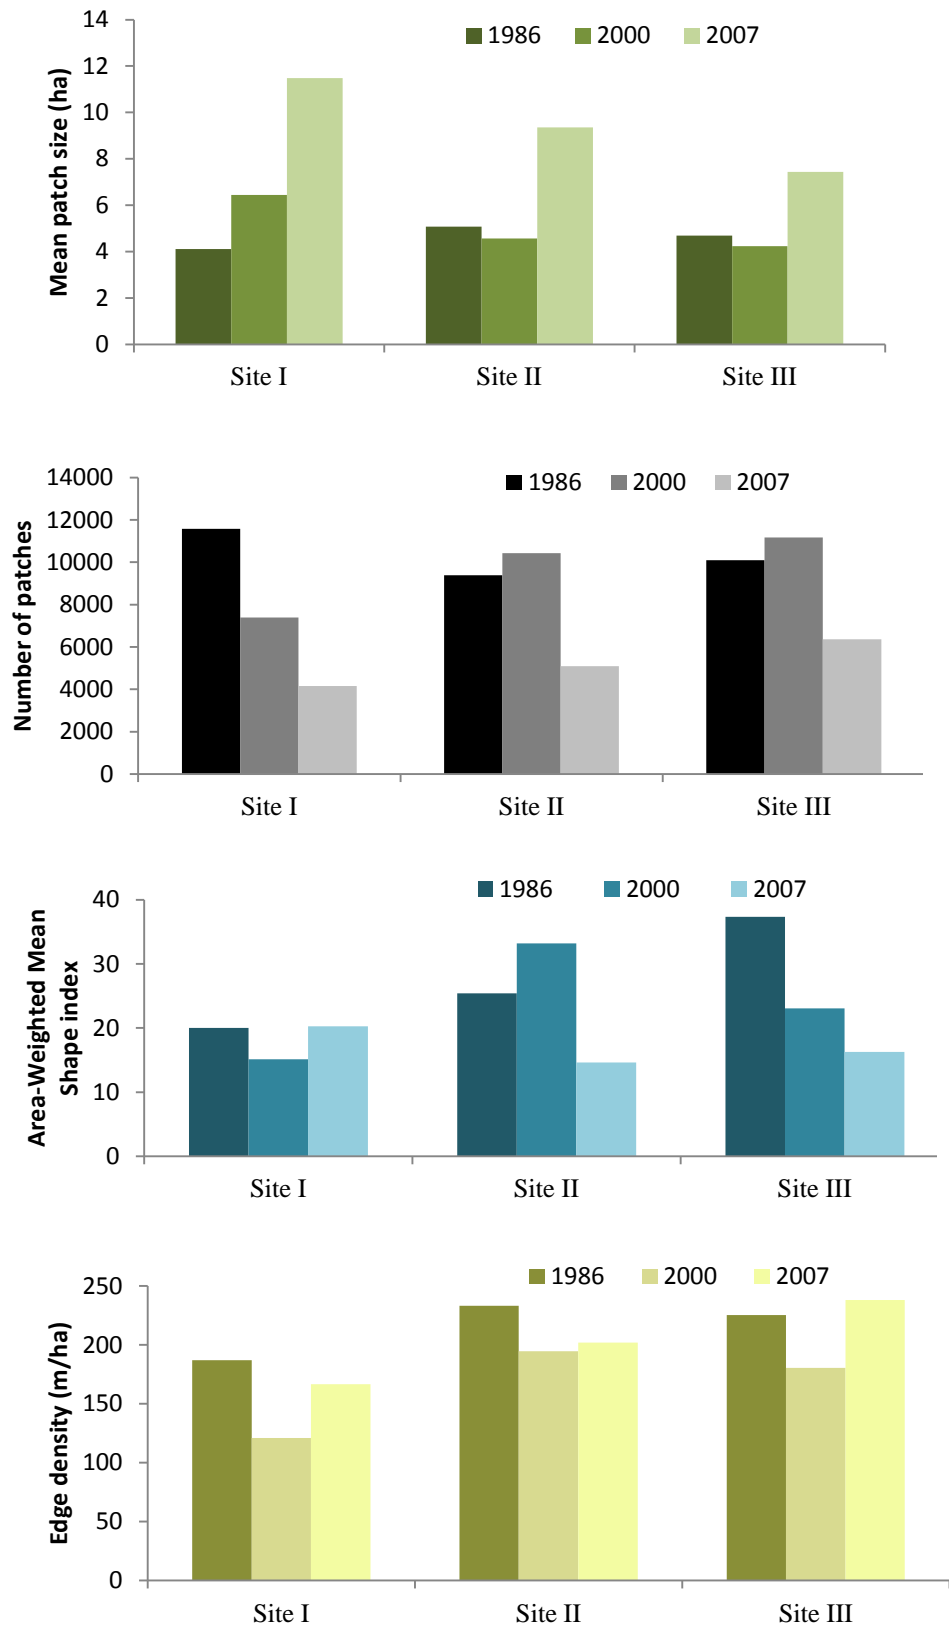 14
12
10
8
6
4
2
0
Mean patch size (ha)
1986 2000 2007
Site I Site II Site III
14000
12000
10000
8000
6000
4000
2000
0
Number of patches
1986 2000 2007
Site I Site II Site III
40
30
20
10
0
Area-Weighted Mean
Shape index
1986 2000 2007
Site I Site II Site III
250
200
150
100
50
0
Edge density (m/ha)
1986 2000 2007
Site I Site II Site III